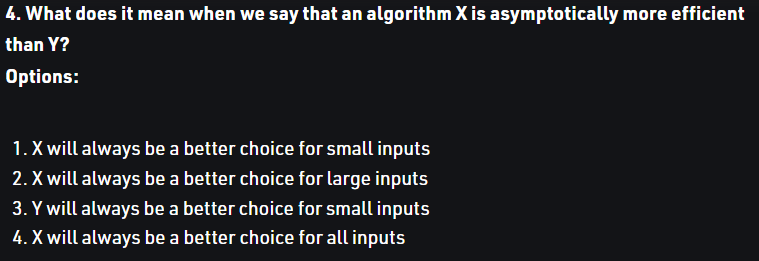 4. What does it mean when we say that an algorithm X is asymptotically more efficient
than Y?
Options:
1. X will always be a better choice for small inputs
2. X will always be a better choice for large inputs
3. Y will always be a better choice for small inputs
4. X will always be a better choice for all inputs